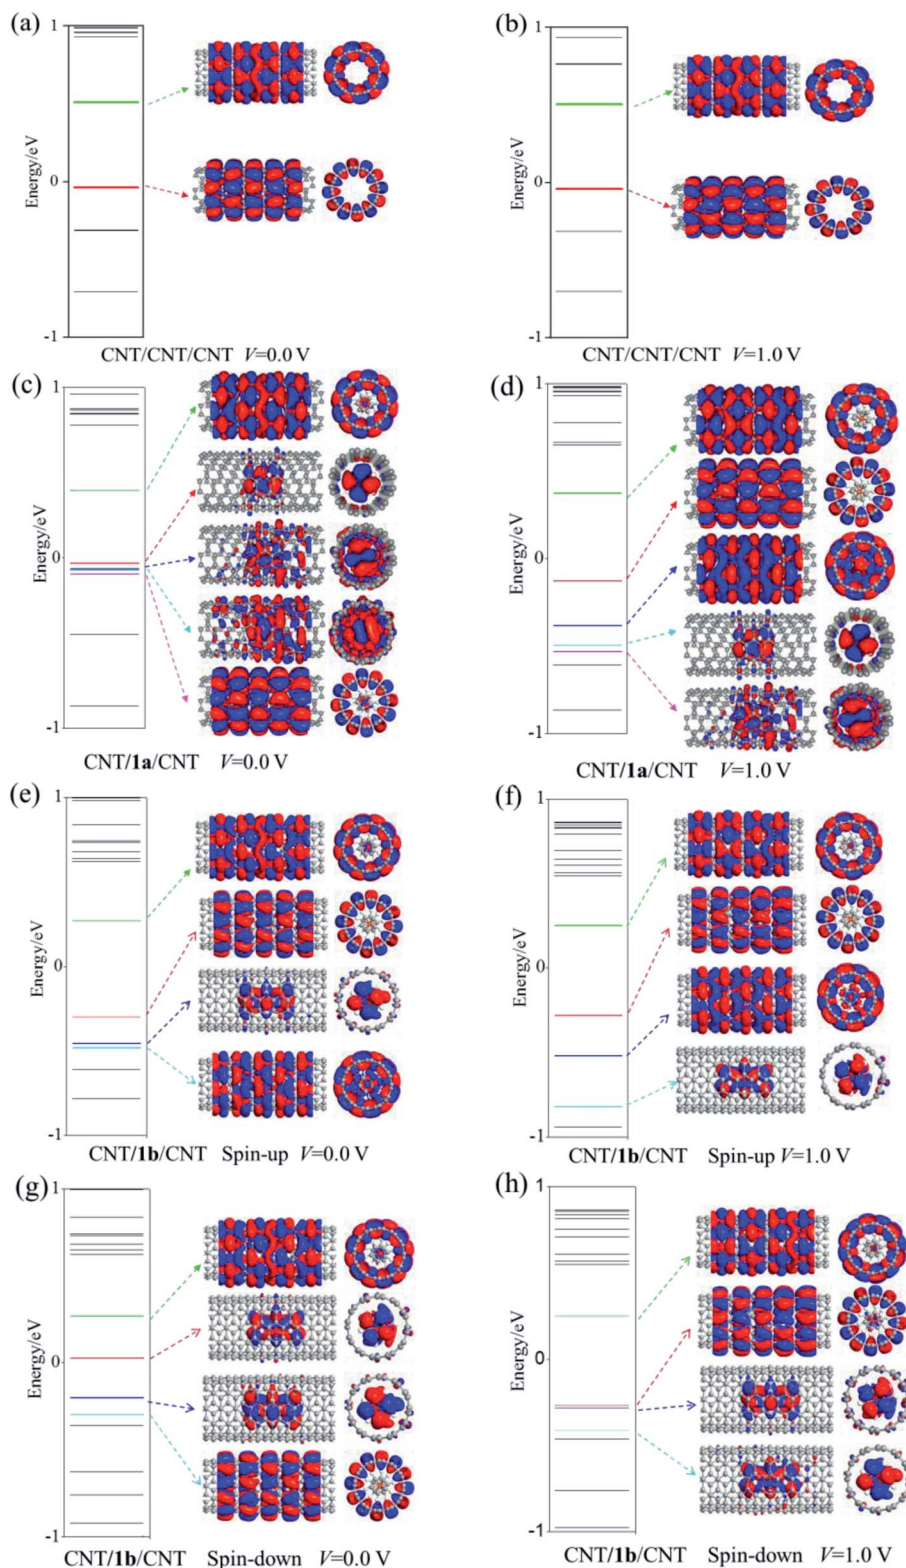 (a)
1
Energy/eV
0
-1
CNT/CNT/CNT V=0.0 V
(b)
1
Energy/eV
0
-1
CNT/CNT/CNT V=1.0 V
(c)
1
Energy/eV
0
-1
CNT/1a/CNT V=0.0 V
(d)
1
Energy/eV
0
-1
CNT/1a/CNT V=1.0 V
(e)
1
Energy/eV
0
-1
CNT/1b/CNT Spin-up V=0.0 V
(f)
1
Energy/eV
0
-1
CNT/1b/CNT Spin-up V=1.0 V
(g)
1
Energy/eV
0
-1
CNT/1b/CNT Spin-down V=0.0 V
(h)
1
Energy/eV
0
-1
CNT/1b/CNT Spin-down V=1.0 V